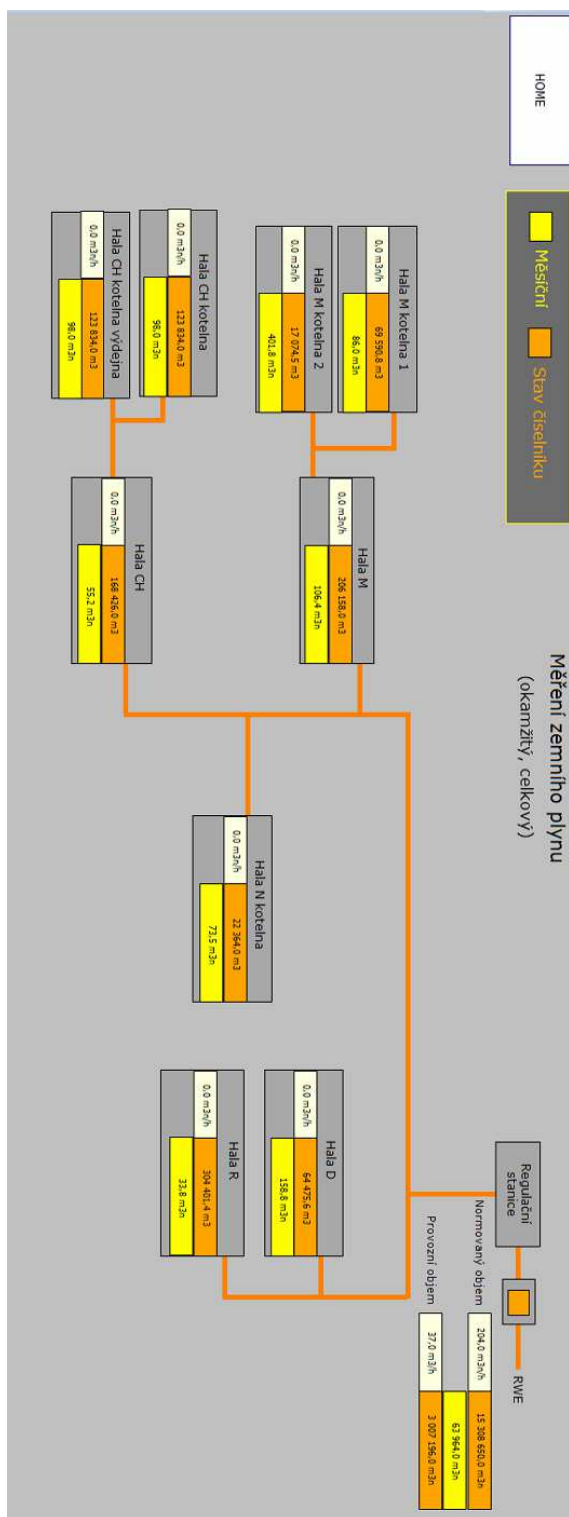 HOME
Měsíční
Stav číselníku
Měření zemního plynu
(okamžitý, celkový)
Regulační
stanice
RWE
Normovaný objem
204,0 m3n/h
15 308 650,0 m3n
63 964,0 m3n
Provozní objem
37,0 m3/h
3 007 196,0 m3n
Hala M kotelna 1
0,0 m3n/h
69 590,8 m3
86,0 m3n
Hala M kotelna 2
0,0 m3n/h
17 074,5 m3
401,8 m3n
Hala M
0,0 m3n/h
206 158,0 m3
106,4 m3n
Hala D
0,0 m3n/h
64 475,6 m3
158,8 m3n
Hala CH kotelna
0,0 m3n/h
123 834,0 m3
98,0 m3n
Hala CH kotelna výdejna
0,0 m3n/h
123 834,0 m3
98,0 m3n
Hala CH
0,0 m3n/h
168 426,0 m3
55,2 m3n
Hala N kotelna
0,0 m3n/h
22 364,0 m3
73,5 m3n
Hala R
0,0 m3n/h
304 401,4 m3
33,8 m3n